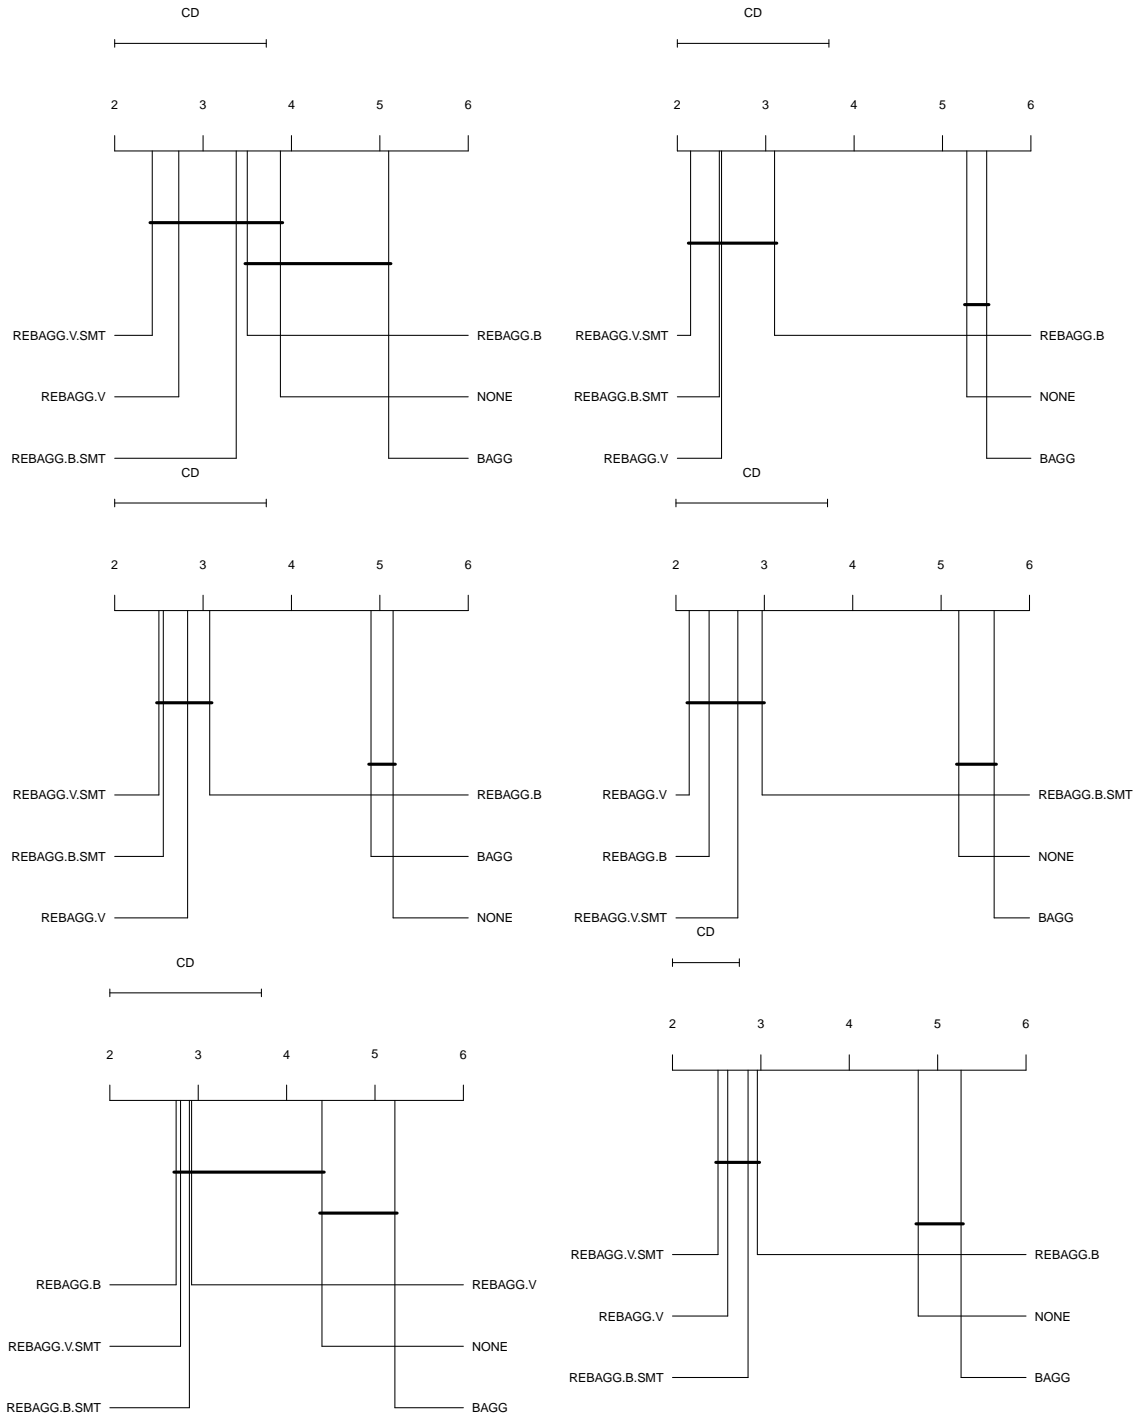 CD
2 3 4 5 6
REBAGG.V.SMT REBAGG.B
REBAGG.V NONE
REBAGG.B.SMT BAGG
CD
2 3 4 5 6
REBAGG.V.SMT REBAGG.B
REBAGG.B.SMT NONE
REBAGG.V BAGG
CD
2 3 4 5 6
REBAGG.V.SMT REBAGG.B
REBAGG.B.SMT BAGG
REBAGG.V NONE
CD
2 3 4 5 6
REBAGG.V REBAGG.B.SMT
REBAGG.B NONE
REBAGG.V.SMT BAGG
CD
2 3 4 5 6
REBAGG.B REBAGG.V
REBAGG.V.SMT NONE
REBAGG.B.SMT BAGG
CD
2 3 4 5 6
REBAGG.V.SMT REBAGG.B
REBAGG.V NONE
REBAGG.B.SMT BAGG